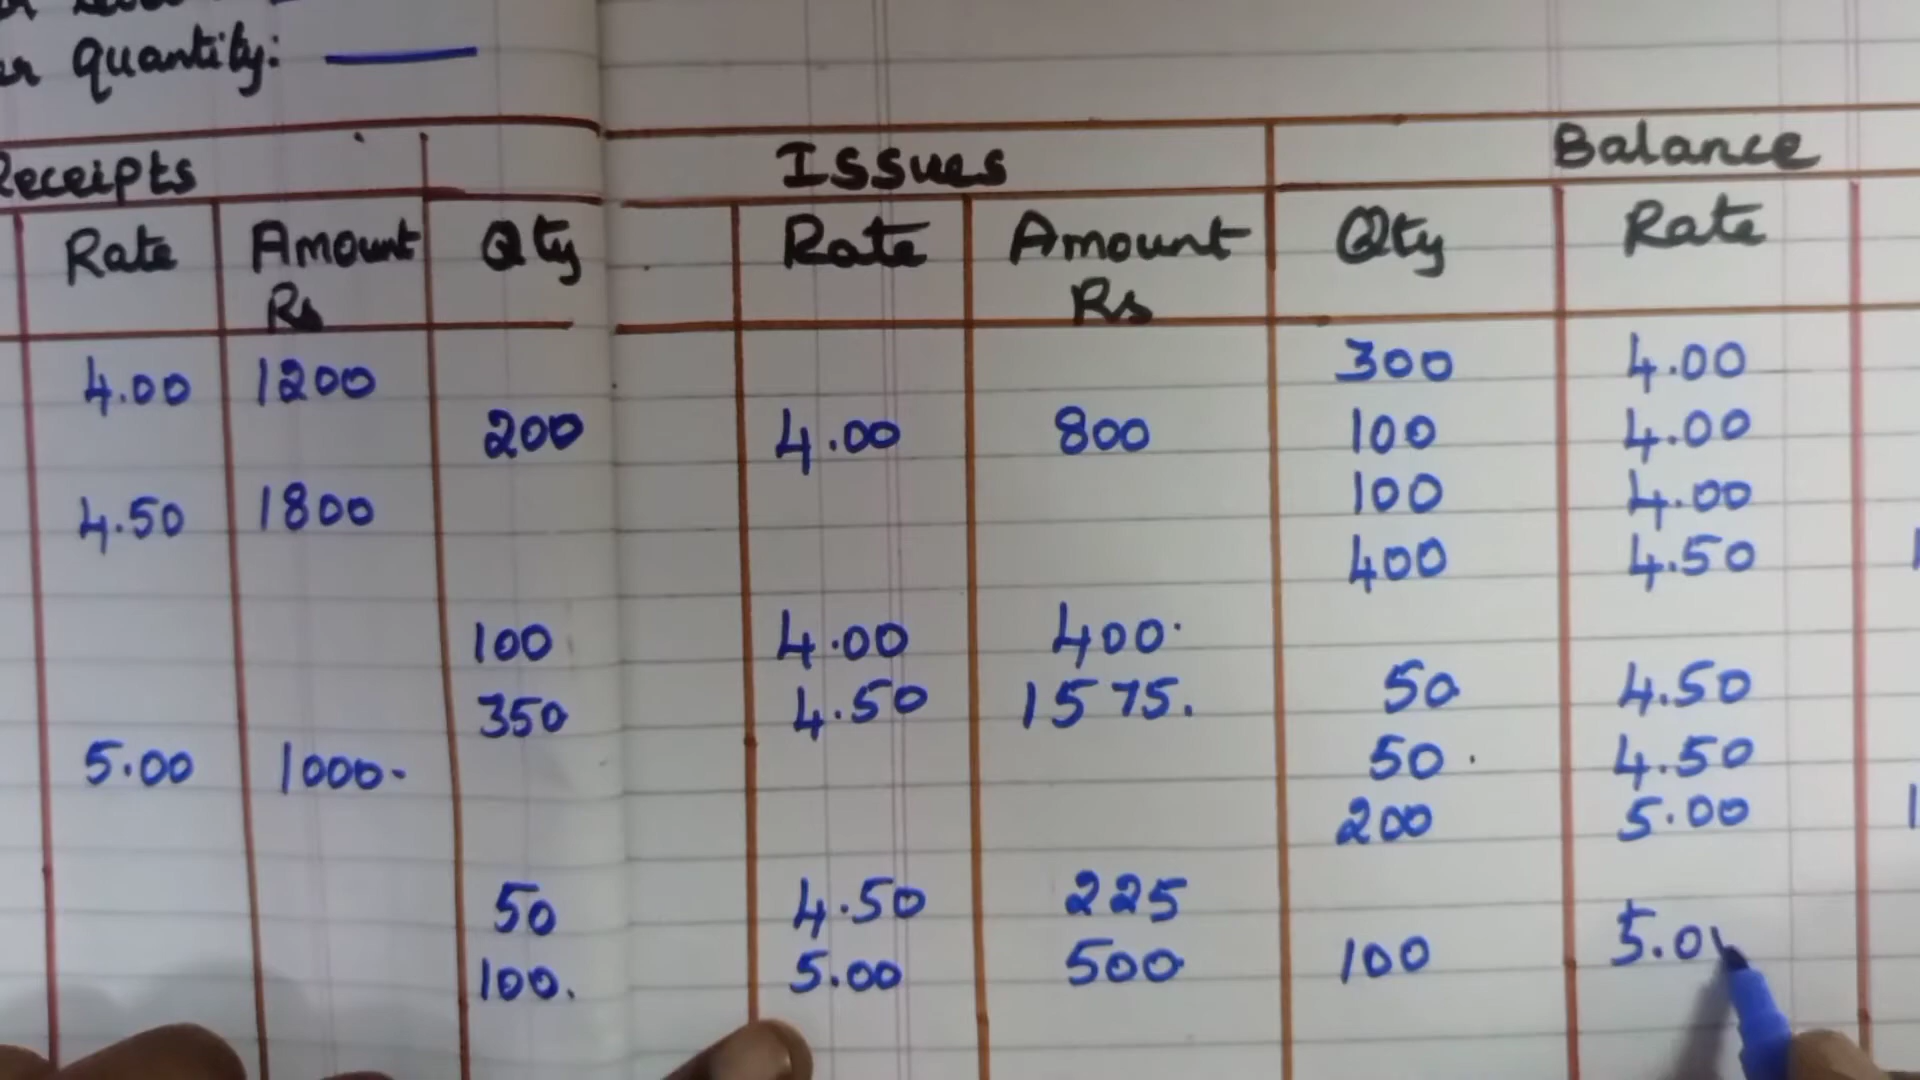 Quantity:
Receipts Issues Balance
Rate Amount Rs Qty Rate Amount Rs Qty Rate
300 4.00
4.00 1200
200 4.00 800 100 4.00
4.50 1800 100 4.00
400 4.50
100 4.00 400.
350 4.50 1575. 50 4.50
5.00 1000- 50. 4.50
200 5.00
50 4.50 225
100. 5.00 500 100 5.0